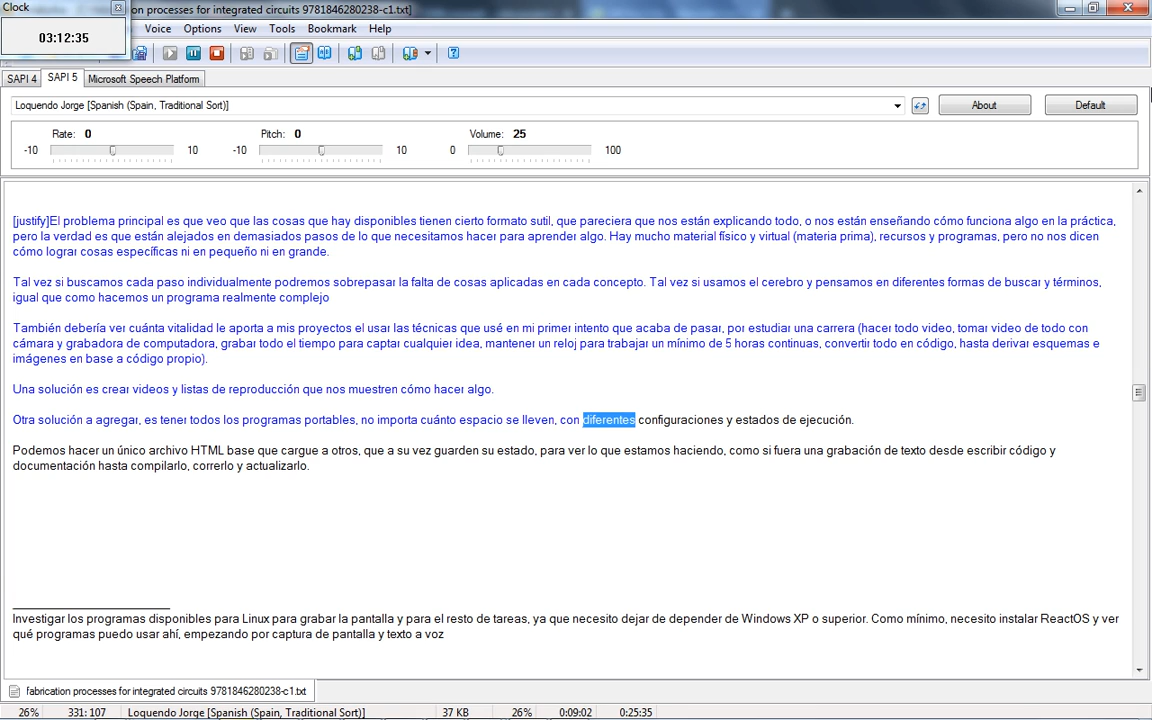 Clock
on processes for integrated circuits 9781846280238-c1.txt]
03:12:35
Voice Options View Tools Bookmark Help
SAPI 4 SAPI 5 Microsoft Speech Platform
Loquendo Jorge [Spanish (Spain, Traditional Sort)] About Default
Rate: 0 Pitch: 0 Volume: 25
-10 10 -10 10 0 100
[justify]El problema principal es que veo que las cosas que hay disponibles tienen cierto formato sutil, que pareciera que nos están explicando todo, o nos están enseñando cómo funciona algo en la práctica,
pero la verdad es que están alejados en demasiados pasos de lo que necesitamos hacer para aprender algo. Hay mucho material físico y virtual (materia prima), recursos y programas, pero no nos dicen
cómo lograr cosas específicas ni en pequeño ni en grande.
Tal vez si buscamos cada paso individualmente podremos sobrepasar la falta de cosas aplicadas en cada concepto. Tal vez si usamos el cerebro y pensamos en diferentes formas de buscar y términos,
igual que como hacemos un programa realmente complejo
También debería ver cuánta vitalidad le aporta a mis proyectos el usar las técnicas que usé en mi primer intento que acaba de pasar, por estudiar una carrera (hacer todo video, tomar video de todo con
cámara y grabadora de computadora, grabar todo el tiempo para captar cualquier idea, mantener un reloj para trabajar un mínimo de 5 horas continuas, convertir todo en código, hasta derivar esquemas e
imágenes en base a código propio).
Una solución es crear videos y listas de reproducción que nos muestren cómo hacer algo.
Otra solución a agregar, es tener todos los programas portables, no importa cuánto espacio se lleven, con diferentes configuraciones y estados de ejecución.
Podemos hacer un único archivo HTML base que cargue a otros, que a su vez guarden su estado, para ver lo que estamos haciendo, como si fuera una grabación de texto desde escribir código y
documentación hasta compilarlo, correrlo y actualizarlo.
Investigar los programas disponibles para Linux para grabar la pantalla y para el resto de tareas, ya que necesito dejar de depender de Windows XP o superior. Como mínimo, necesito instalar ReactOS y ver
qué programas puedo usar ahí, empezando por captura de pantalla y texto a voz
fabrication processes for integrated circuits 9781846280238-c1.txt
26% 331: 107 Loquendo Jorge [Spanish (Spain, Traditional Sort)] 37 KB 26% 0:09:02 0:25:35